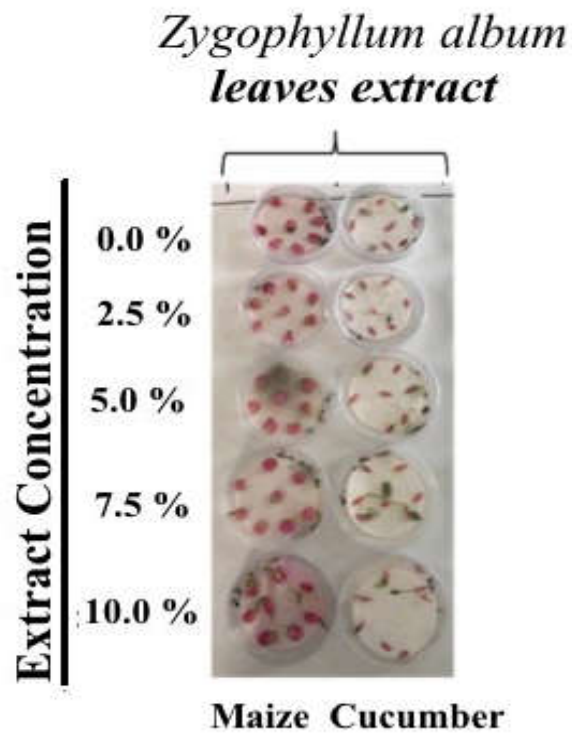 Zygophyllum album
leaves extract
Extract Concentration
0.0 %
2.5 %
5.0 %
7.5 %
10.0 %
Maize Cucumber